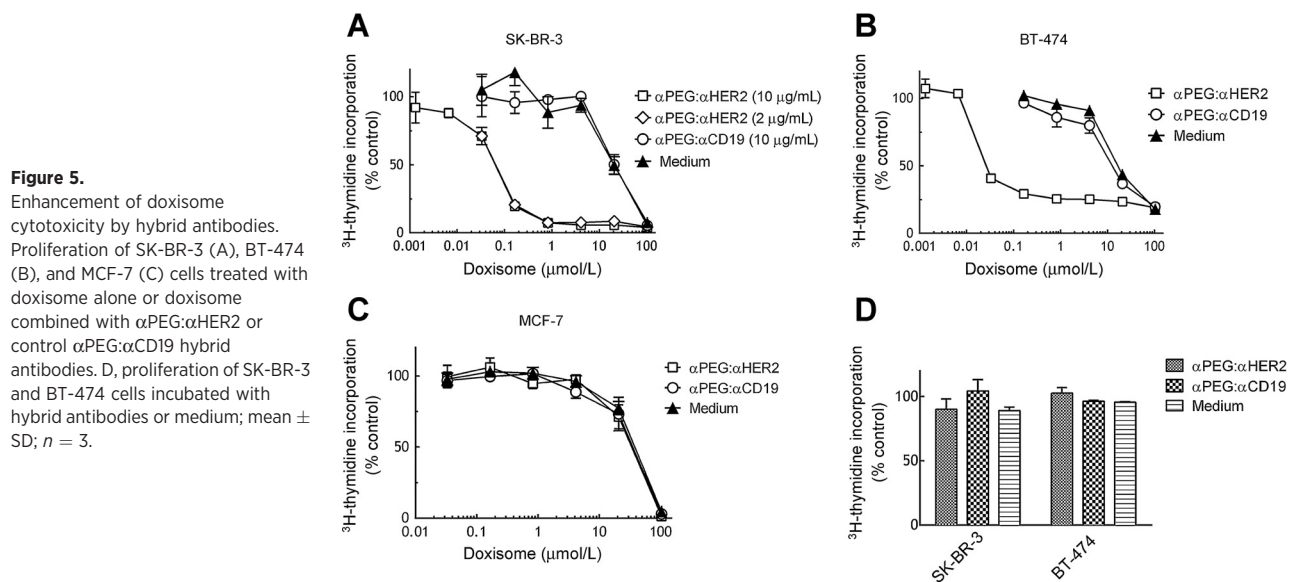 Figure 5.
Enhancement of doxisome
cytotoxicity by hybrid antibodies.
Proliferation of SK-BR-3 (A), BT-474
(B), and MCF-7 (C) cells treated with
doxisome alone or doxisome
combined with αPEG:αHER2 or
control αPEG:αCD19 hybrid
antibodies. D, proliferation of SK-BR-3
and BT-474 cells incubated with
hybrid antibodies or medium; mean ±
SD; n = 3.
A
SK-BR-3
³H-thymidine incorporation
(% control)
100
50
0
0.001 0.01 0.1 1 10 100
Doxisome (μmol/L)
αPEG:αHER2 (10 μg/mL)
αPEG:αHER2 (2 μg/mL)
αPEG:αCD19 (10 μg/mL)
Medium
B
BT-474
³H-thymidine incorporation
(% control)
100
50
0
0.001 0.01 0.1 1 10 100
Doxisome (μmol/L)
αPEG:αHER2
αPEG:αCD19
Medium
C
MCF-7
³H-thymidine incorporation
(% control)
100
50
0
0.01 0.1 1 10 100
Doxisome (μmol/L)
αPEG:αHER2
αPEG:αCD19
Medium
D
³H-thymidine incorporation
(% control)
100
50
0
SK-BR-3
BT-474
αPEG:αHER2
αPEG:αCD19
Medium